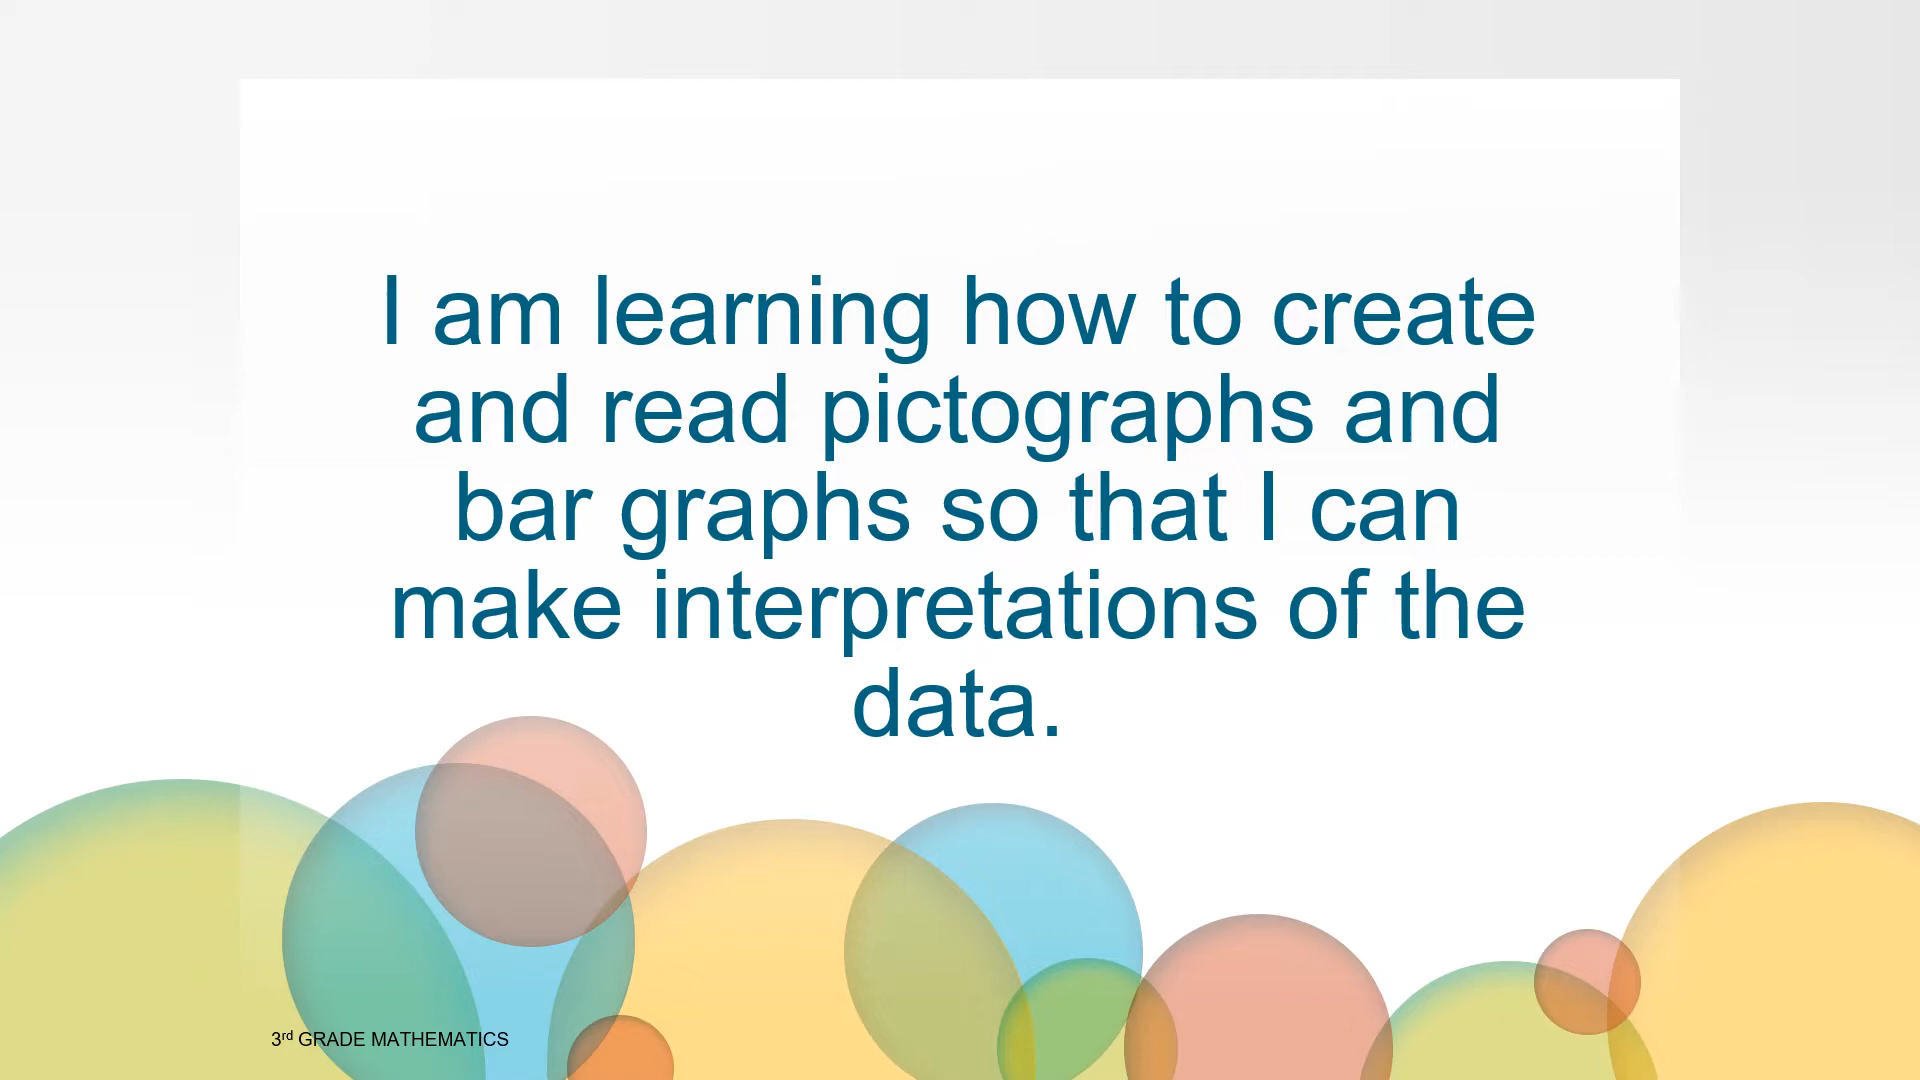 I am learning how to create
and read pictographs and
bar graphs so that I can
make interpretations of the
data.
3rd GRADE MATHEMATICS